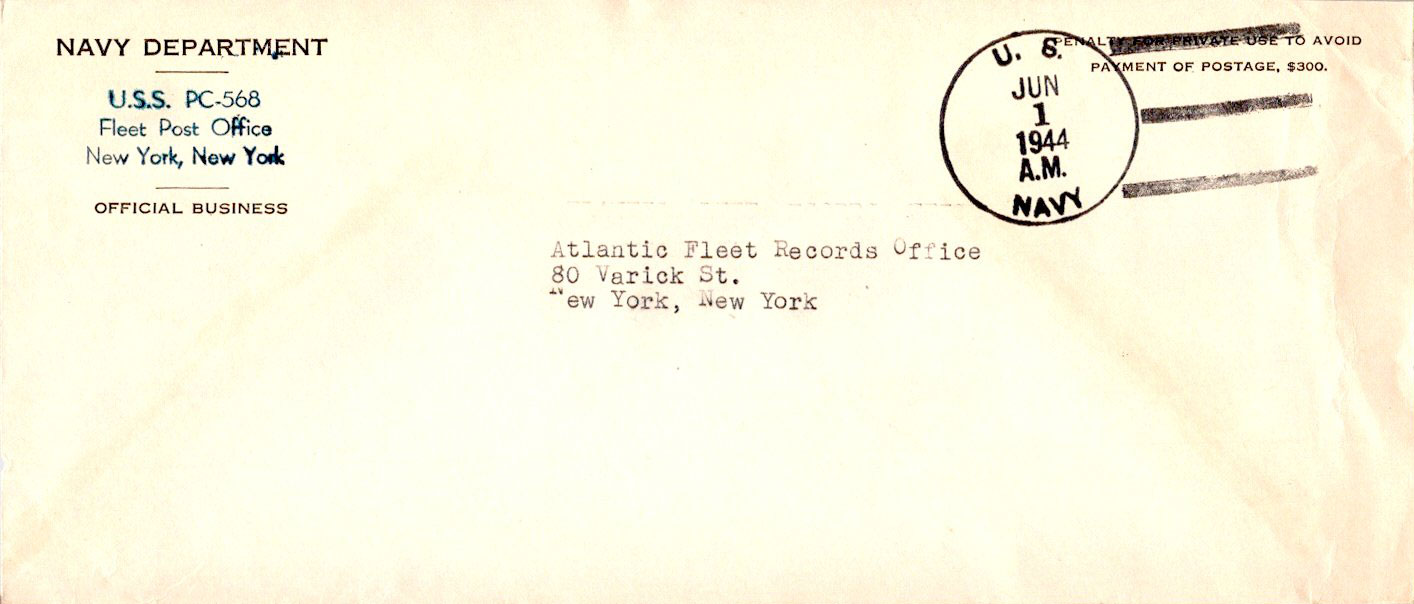 NAVY DEPARTMENT
U.S.S. PC-568
Fleet Post Office
New York, New York
OFFICIAL BUSINESS
PENALTY FOR PRIVATE USE TO AVOID
PAYMENT OF POSTAGE, $300.
U. S.
JUN
1
1944
A.M.
NAVY
Atlantic Fleet Records Office
80 Varick St.
New York, New York